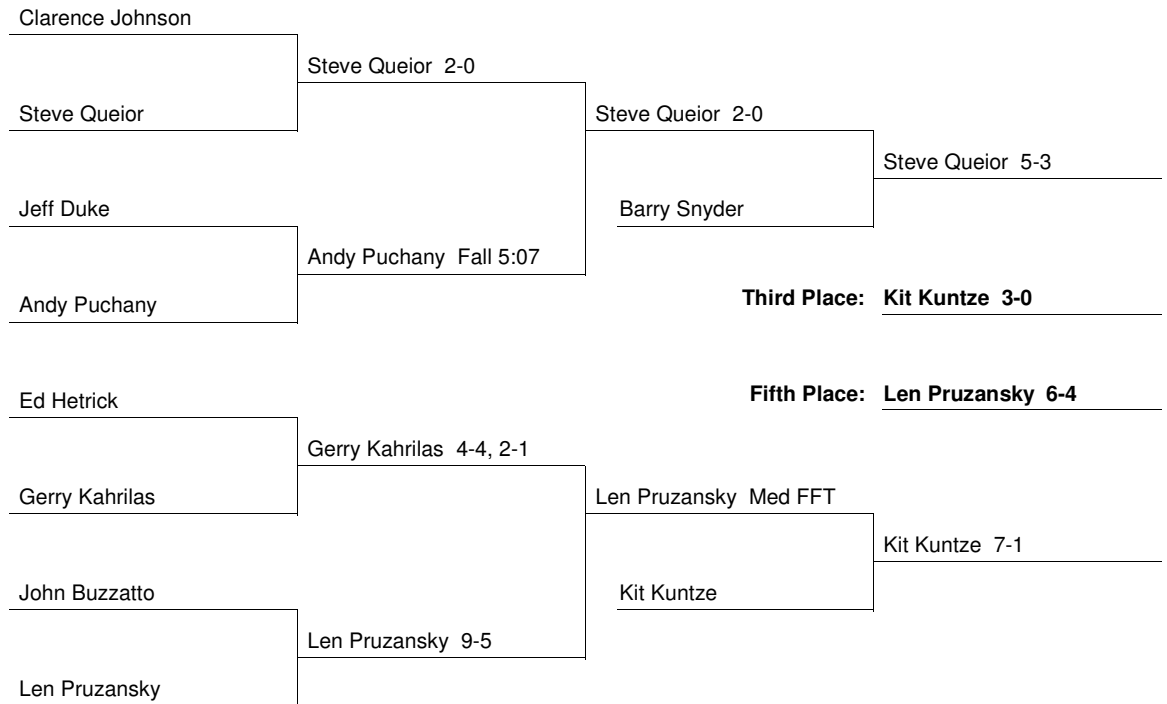 Clarence Johnson
Steve Queior 2-0
Steve Queior
Steve Queior 2-0
Steve Queior 5-3
Jeff Duke
Barry Snyder
Andy Puchany Fall 5:07
Andy Puchany
Third Place: Kit Kuntze 3-0
Ed Hetrick
Fifth Place: Len Pruzansky 6-4
Gerry Kahrilas 4-4, 2-1
Gerry Kahrilas
Len Pruzansky Med FFT
Kit Kuntze 7-1
John Buzzatto
Kit Kuntze
Len Pruzansky 9-5
Len Pruzansky